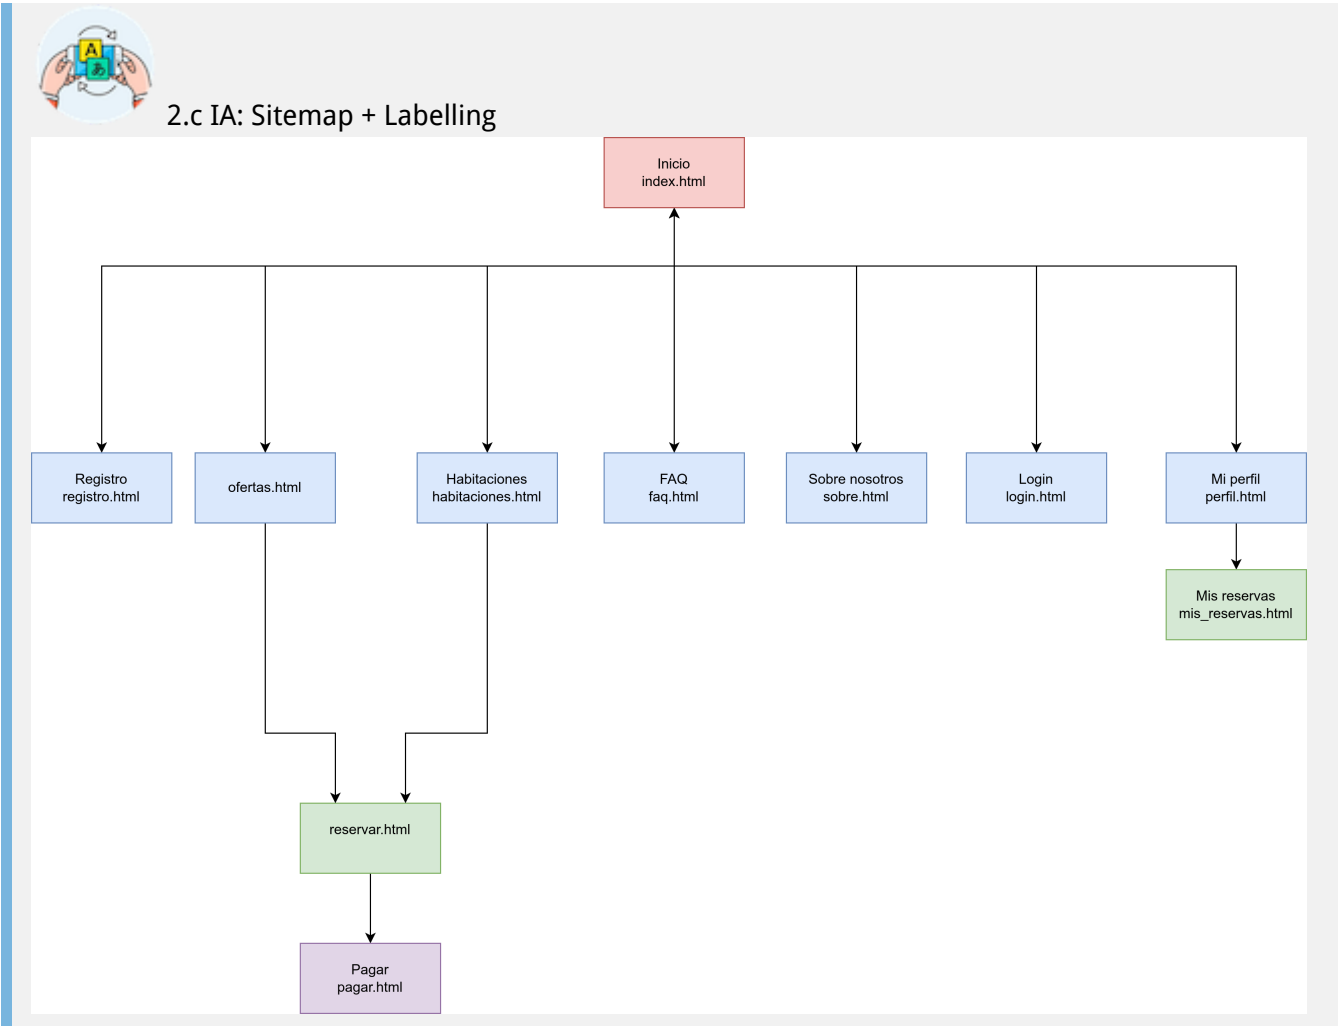 A
あ
2.c IA: Sitemap + Labelling
Inicio
index.html
Registro
registro.html
ofertas.html
Habitaciones
habitaciones.html
FAQ
faq.html
Sobre nosotros
sobre.html
Login
login.html
Mi perfil
perfil.html
Mis reservas
mis_reservas.html
reservar.html
Pagar
pagar.html